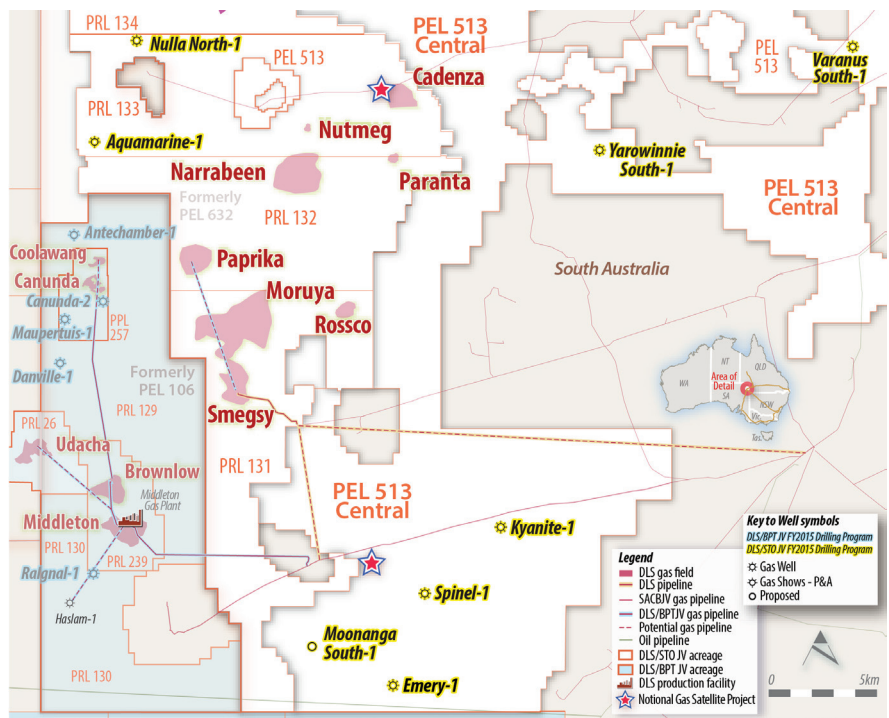 PRL 134
Nulla North-1
PEL 513
Central
PEL 513
PEL
513
Varanus
South-1
Cadenza
PRL
133
Nutmeg
Aquamarine-1
Yarowinnie
South-1
Narrabeen
Paranta
PEL 513
Central
Formerly
PEL 632
PRL 132
Antechamber-1
Coolawang
Paprika
South Australia
Canunda
Moruya
Canunda-2
Rossco
Maupertuis-1
PPL
257
NT
QLD
WA
Area of
Detail
SA
NSW
Vic
Tas.
Danville-1
Formerly
PEL 106
PRL 129
Smegsy
PRL 26
Udacha
PRL 131
Brownlow
PEL 513
Central
Middleton
Gas Plant
Middleton
Kyanite-1
PRL
130
PRL
239
Raignal-1
Spinel-1
Haslam-1
Moonanga
South-1
PRL 130
Emery-1
Key to Well symbols
DLS/BPT JV FY2015 Drilling Program
DLS/STO JV FY2015 Drilling Program
Gas Well
Gas Shows - P&A
Proposed
Legend
DLS gas field
DLS pipeline
SACBJV gas pipeline
DLS/BPTJV gas pipeline
Potential gas pipeline
Oil pipeline
DLS/STO JV acreage
DLS/BPT JV acreage
DLS production facility
Notional Gas Satellite Project
0
5km